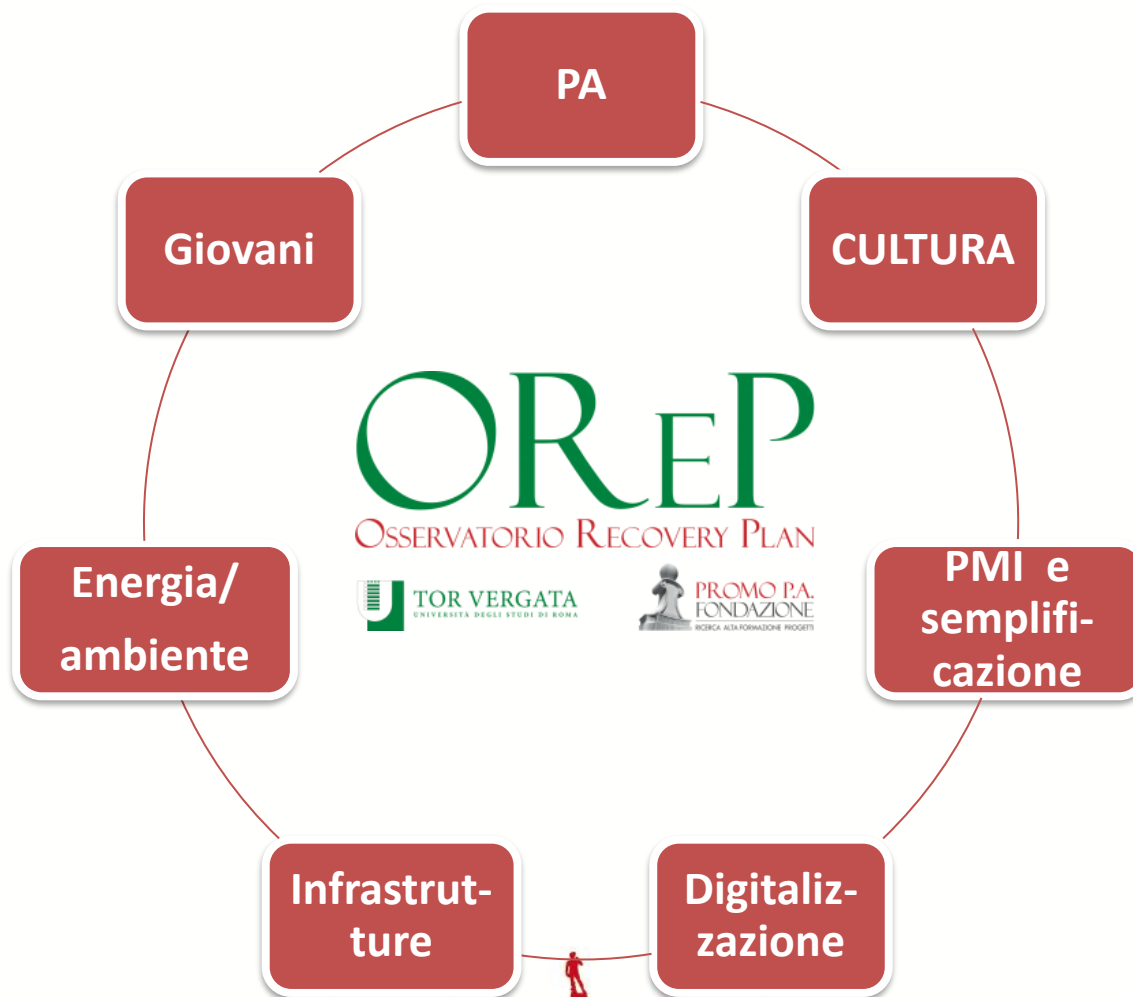 PA
Giovani
CULTURA
OREP
OSSERVATORIO RECOVERY PLAN
TOR VERGATA
UNIVERSITÀ DEGLI STUDI DI ROMA
PROMO P.A.
FONDAZIONE
RICERCA ALTA FORMAZIONE PROGETTI
Energia/
ambiente
PMI e
semplifi-
cazione
Infrastrut-
ture
Digitaliz-
zazione